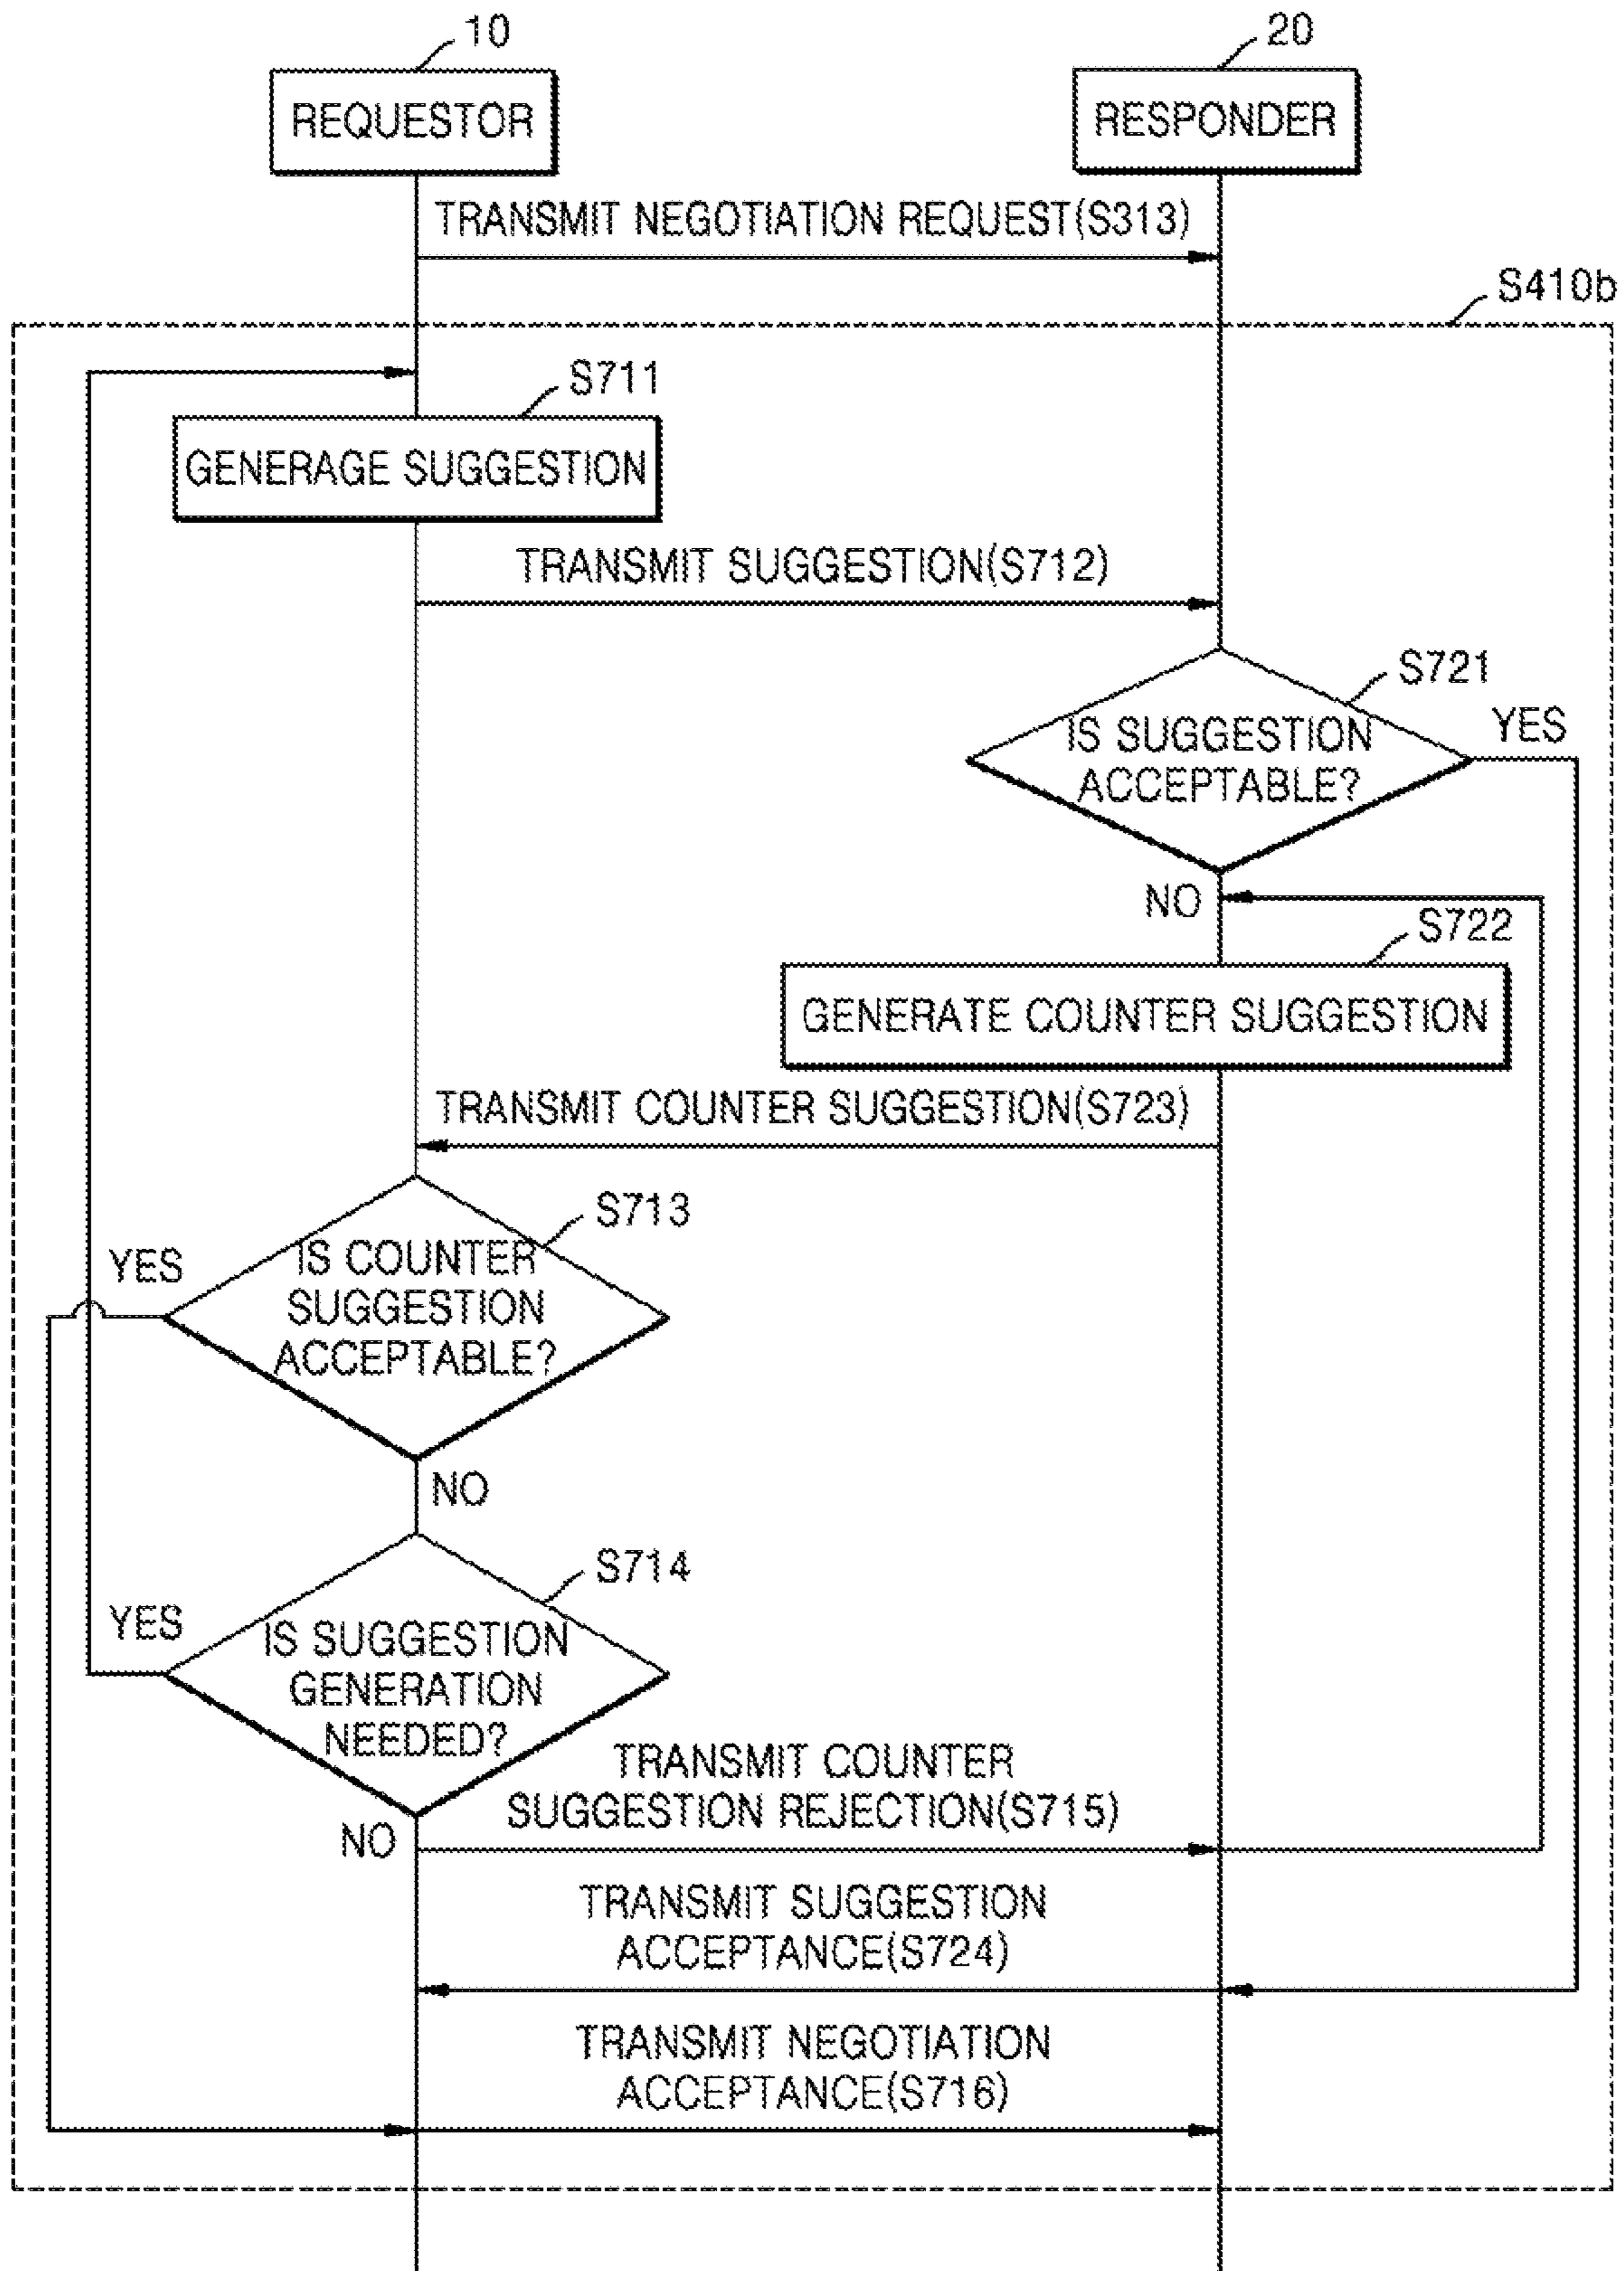 10
20
REQUESTOR
RESPONDER
TRANSMIT NEGOTIATION REQUEST(S313)
S410b
S711
GENERAGE SUGGESTION
TRANSMIT SUGGESTION(S712)
S721
IS SUGGESTION
ACCEPTABLE?
YES
NO
S722
GENERATE COUNTER SUGGESTION
TRANSMIT COUNTER SUGGESTION(S723)
S713
YES
IS COUNTER
SUGGESTION
ACCEPTABLE?
NO
S714
YES
IS SUGGESTION
GENERATION
NEEDED?
NO
TRANSMIT COUNTER
SUGGESTION REJECTION(S715)
TRANSMIT SUGGESTION
ACCEPTANCE(S724)
TRANSMIT NEGOTIATION
ACCEPTANCE(S716)